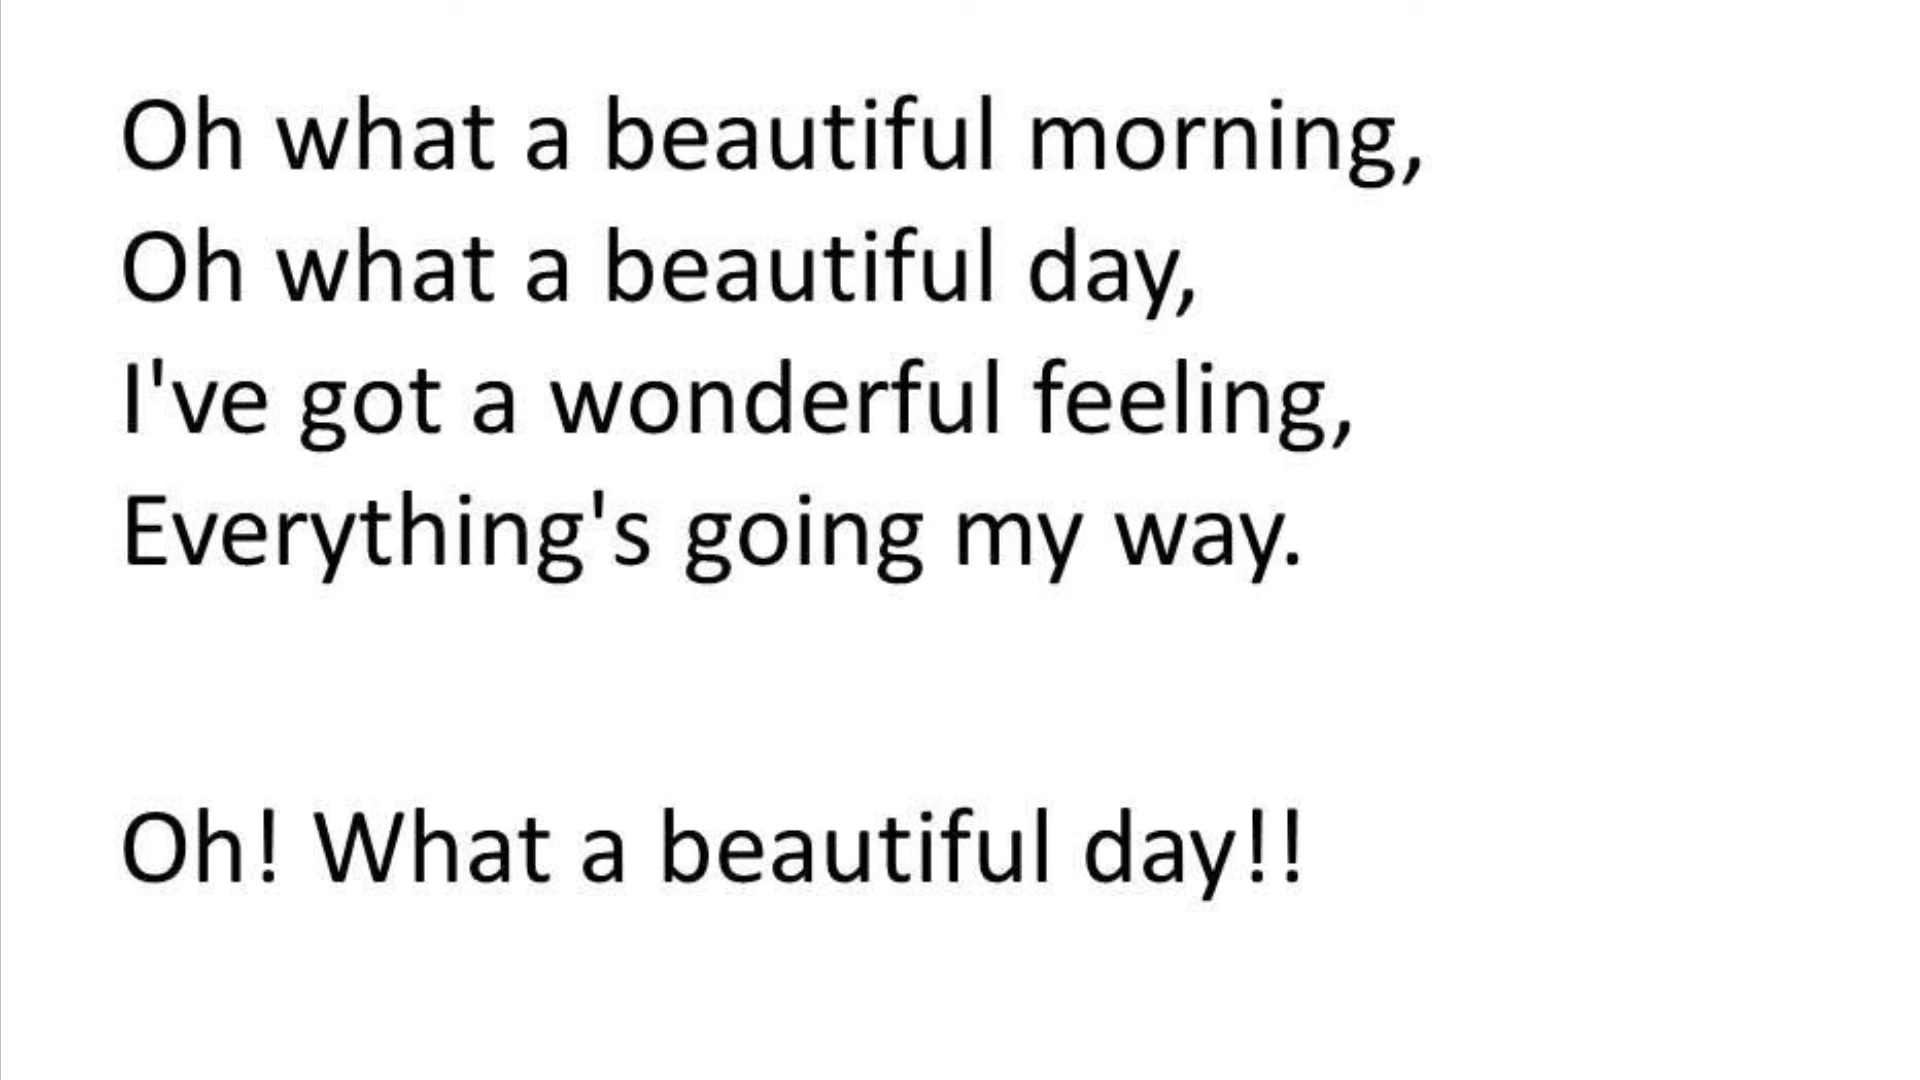 Oh what a beautiful morning,
Oh what a beautiful day,
I've got a wonderful feeling,
Everything's going my way.
Oh! What a beautiful day!!